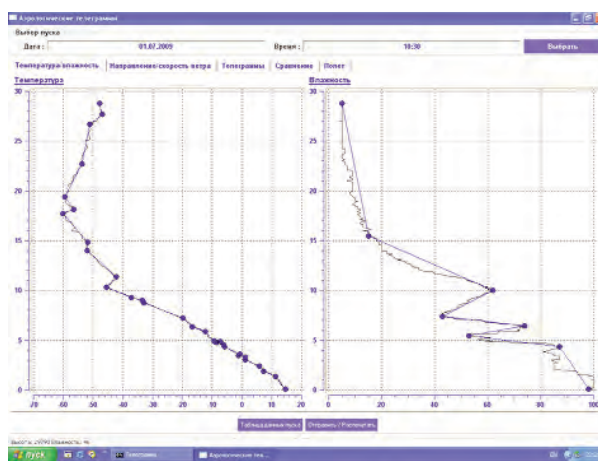 Аэрологические телеграммы
Выбор пуска
Дата : 01.07.2009 Время : 10:30 Выбрать
Температура/влажность Направление/скорость ветра Телеграммы Сравнение Полет
Температура Влажность
30 30
25 25
20 20
15 15
10 10
5 5
0 0
70 60 50 40 30 20 10 0 10 0 20 40 60 80 100
Таблица данных пуска Отправить / Распечатать
пуск Телеграммы Аэрологические теле...